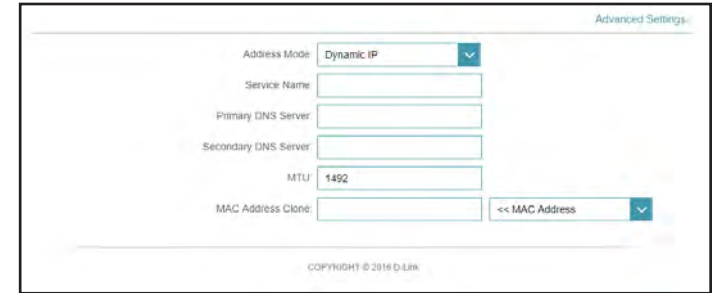 Advanced Settings...
Address Mode: Dynamic IP
Service Name:
Primary DNS Server:
Secondary DNS Server:
MTU: 1492
MAC Address Clone: << MAC Address
COPYRIGHT © 2016 D-Link